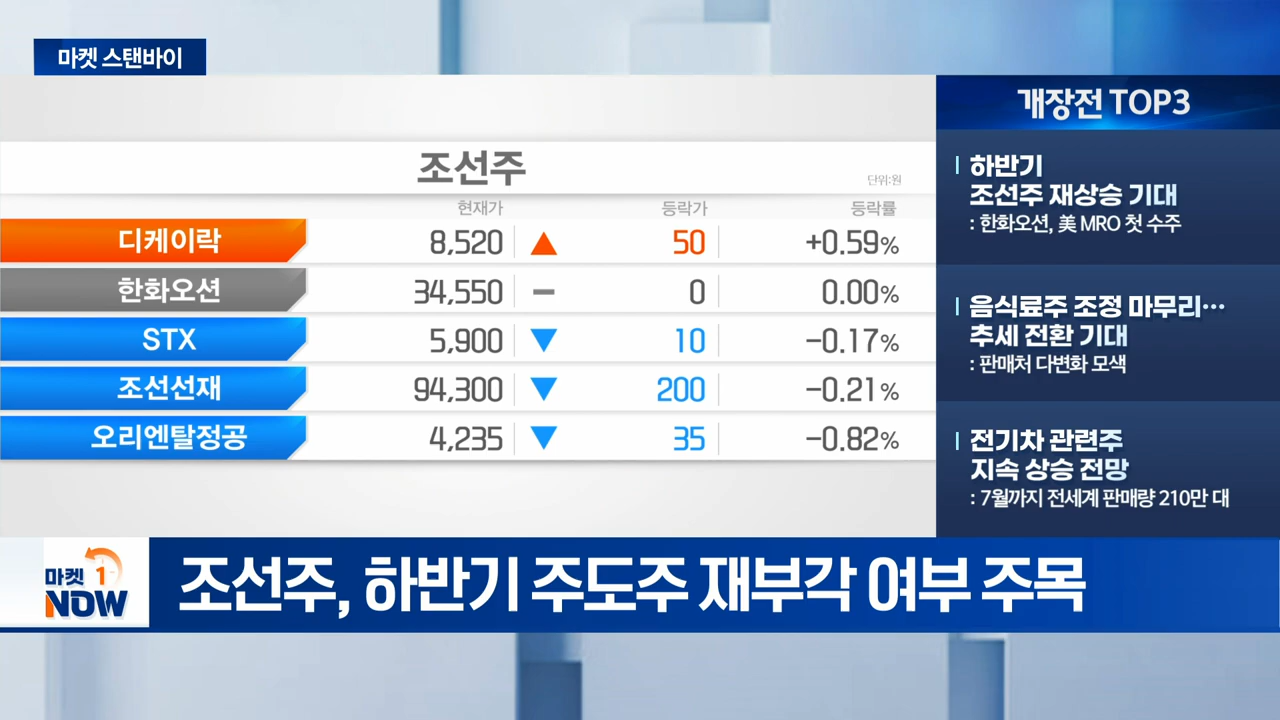 마켓 스탠바이
조선주
단위:원
현재가 등락가 등락률
디케이락 8,520 ▲ 50 +0.59%
한화오션 34,550 － 0 0.00%
STX 5,900 ▼ 10 -0.17%
조선선재 94,300 ▼ 200 -0.21%
오리엔탈정공 4,235 ▼ 35 -0.82%
개장전 TOP3
하반기
조선주 재상승 기대
: 한화오션, 美 MRO 첫 수주
음식료주 조정 마무리…
추세 전환 기대
: 판매처 다변화 모색
전기차 관련주
지속 상승 전망
: 7월까지 전세계 판매량 210만 대
마켓 1
NOW
조선주, 하반기 주도주 재부각 여부 주목